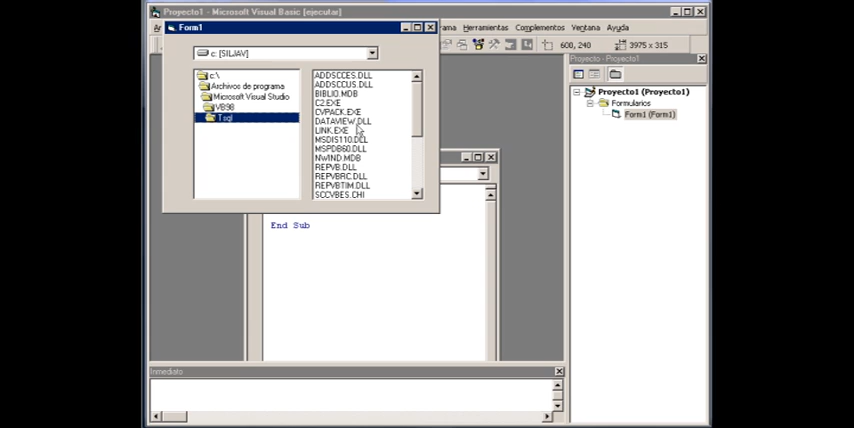 Proyecto1 - Microsoft Visual Basic [ejecutar]
Form1
Herramientas Complementos Ventana Ayuda
600, 240 3975 x 315
c: [SILJAV]
c:\
Archivos de programa
Microsoft Visual Studio
VB98
Tsql
ADDSCCES.DLL
ADDSCCUS.DLL
BIBLIO.MDB
C2.EXE
CVPACK.EXE
DATAVIEW.DLL
LINK.EXE
MSDIS110.DLL
MSPDB60.DLL
NWIND.MDB
REPVB.DLL
REPVBRC.DLL
REPVBTIM.DLL
SCCVBES.CHI
End Sub
Proyecto - Proyecto1
Proyecto1 (Proyecto1)
Formularios
Form1 (Form1)
Inmediato